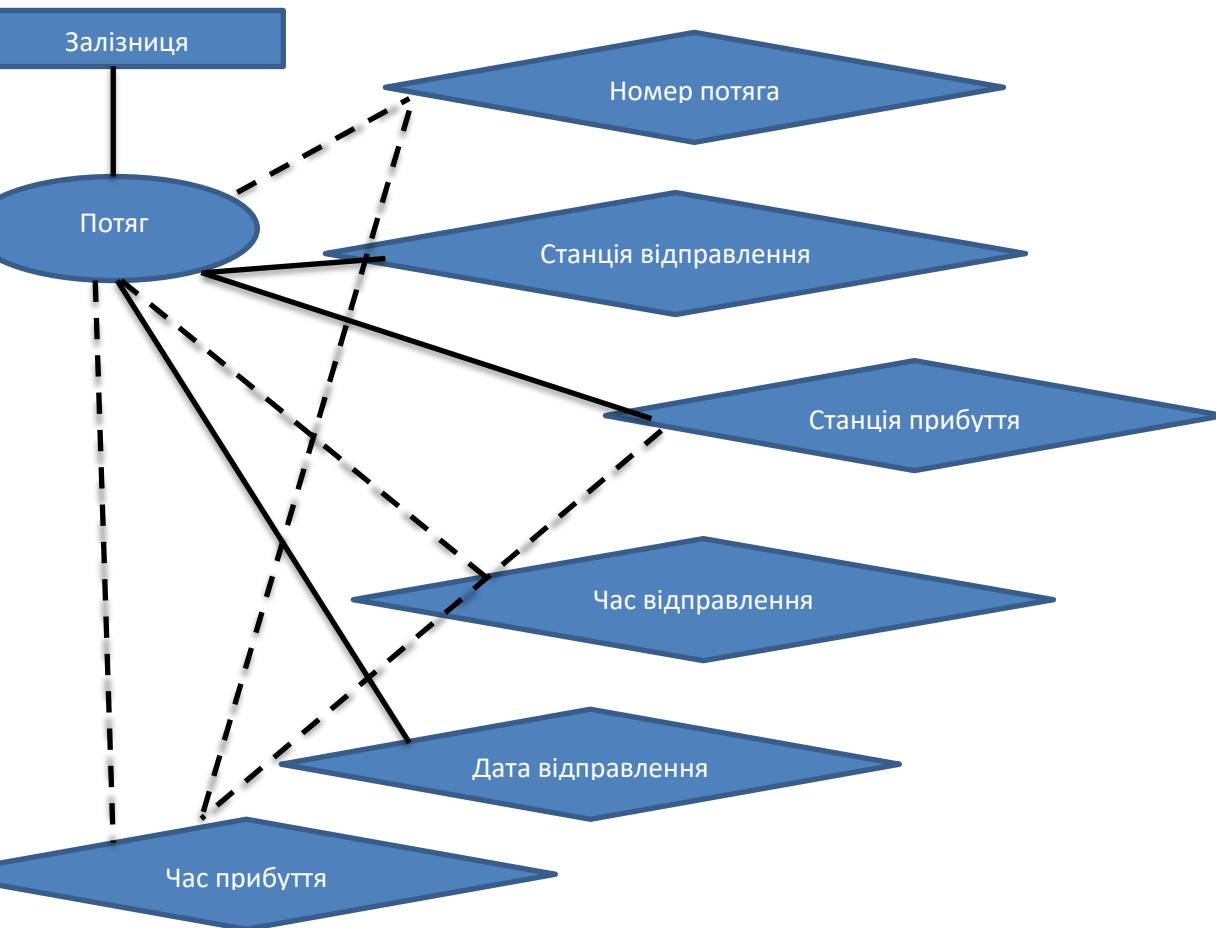 Залізниця
Номер потяга
Потяг
Станція відправлення
Станція прибуття
Час відправлення
Дата відправлення
Час прибуття